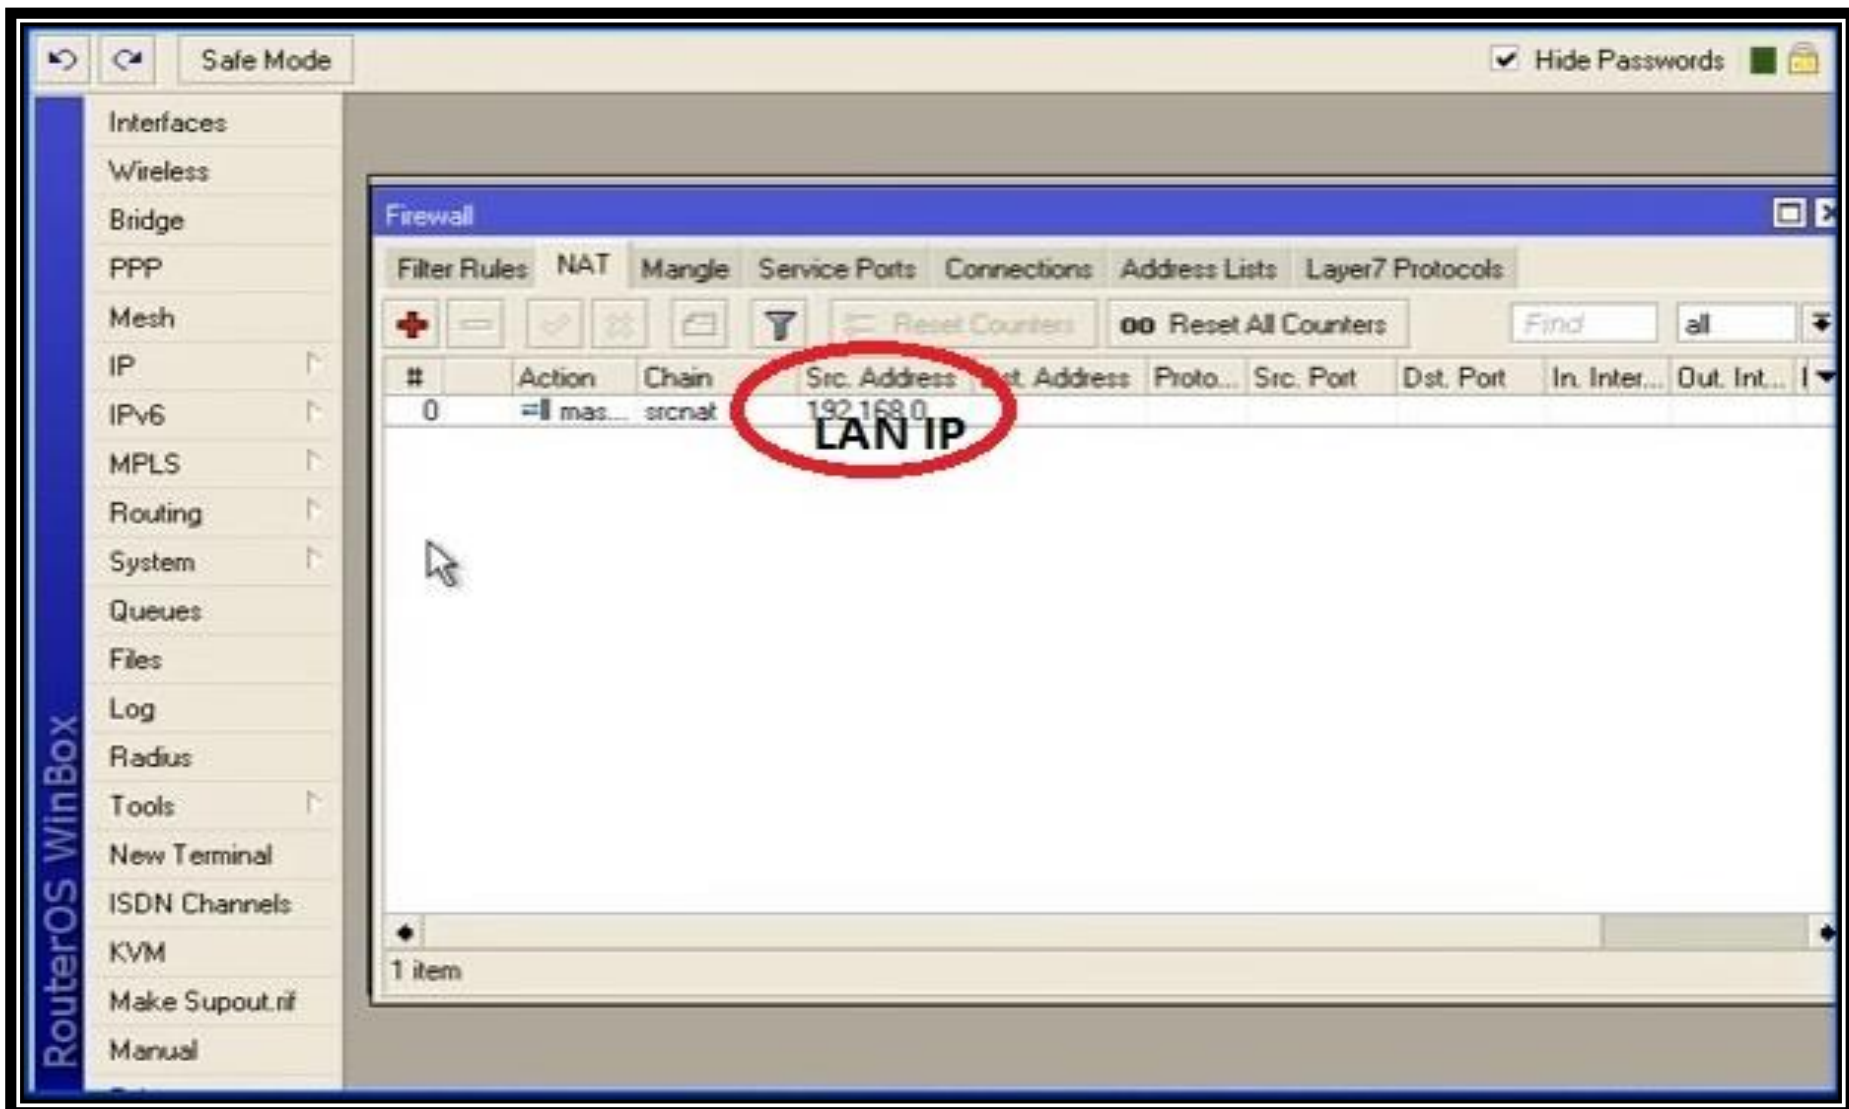 Safe Mode
Hide Passwords
Interfaces
Wireless
Bridge
PPP
Mesh
IP
IPv6
MPLS
Routing
System
Queues
Files
Log
Radius
Tools
New Terminal
ISDN Channels
KVM
Make Supout.rif
Manual
RouterOS WinBox
Firewall
Filter Rules NAT Mangle Service Ports Connections Address Lists Layer7 Protocols
Reset Counters 00 Reset All Counters Find all
# Action Chain Src. Address Dst. Address Proto... Src. Port Dst. Port In. Inter... Out. Int...
0 mas... srcnat 192.168.0
LAN IP
1 item